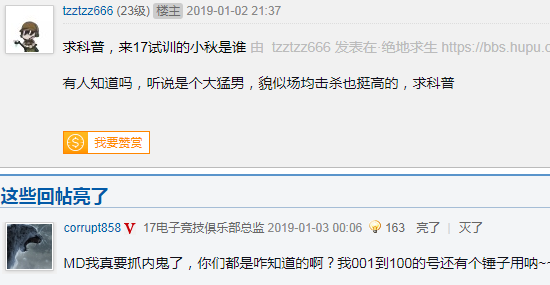 tzztzz666 (23级) 楼主 2019-01-02 21:37
求科普，来17试训的小秋是谁 由 tzztzz666 发表在·绝地求生 https://bbs.hupu.c
有人知道吗，听说是个大猛男，貌似场均击杀也挺高的，求科普
我要赞赏
这些回帖亮了
corrupt858 V 17电子竞技俱乐部总监 2019-01-03 00:06 163 亮了 | 灭了
MD我真要抓内鬼了，你们都是咋知道的啊？我001到100的号还有个锤子用呐~~